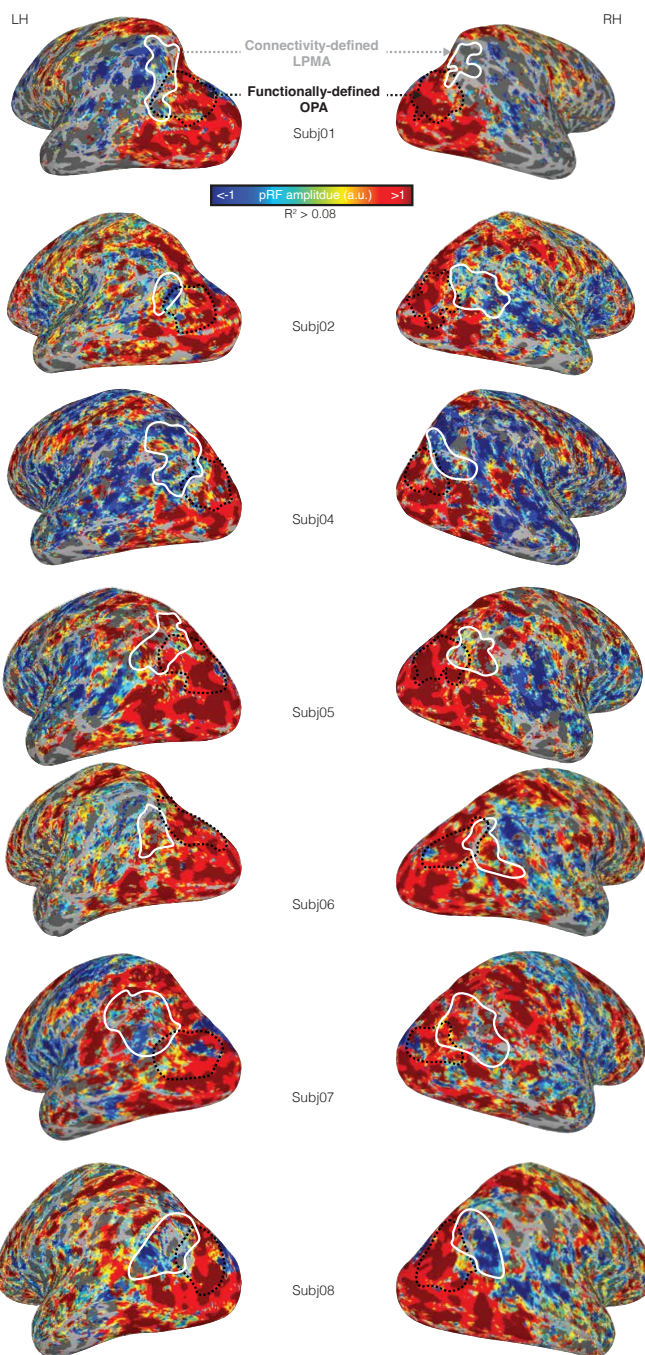 LH
RH
Connectivity-defined
LPMA
Functionally-defined
OPA
Subj01
<-1 pRF amplitdue (a.u.) >1
R² > 0.08
Subj02
Subj04
Subj05
Subj06
Subj07
Subj08